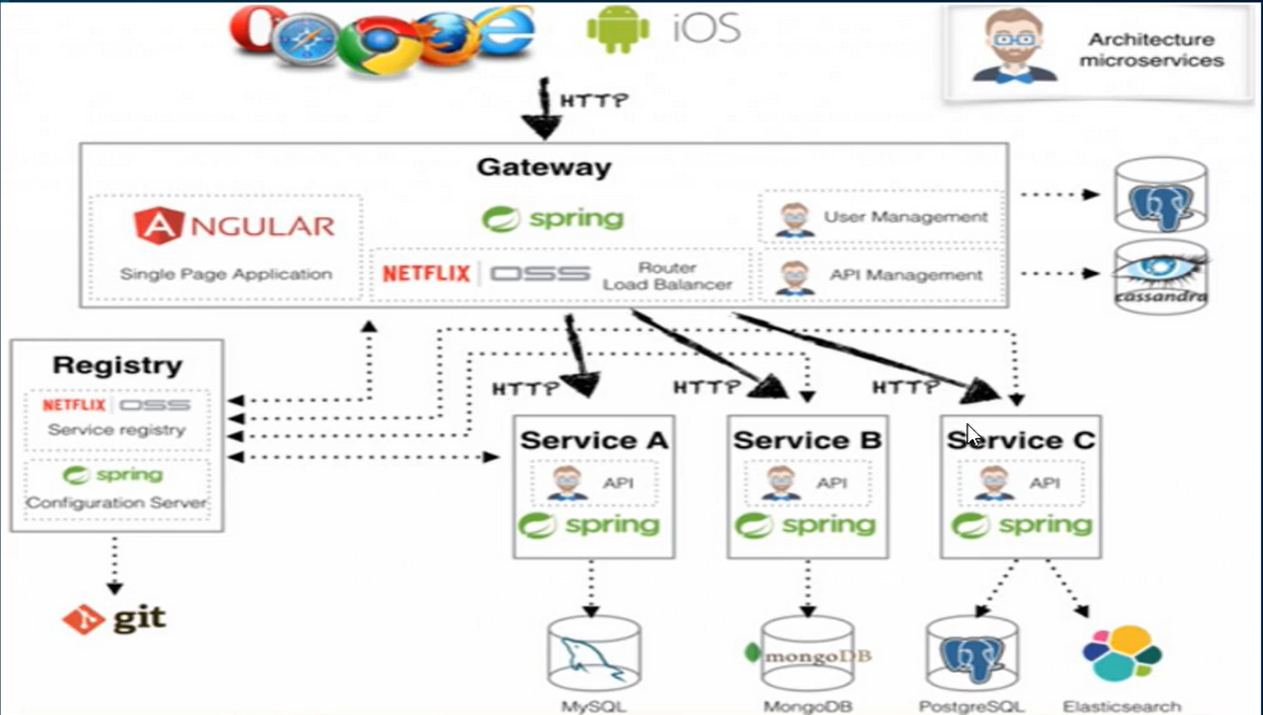 iOS
Architecture
microservices
HTTP
Gateway
ANGULAR
Single Page Application
spring
NETFLIX OSS
Router
Load Balancer
User Management
API Management
cassandra
Registry
NETFLIX OSS
Service registry
spring
Configuration Server
git
HTTP
HTTP
HTTP
Service A
API
spring
Service B
API
spring
Service C
API
spring
MySQL
mongoDB
MongoDB
PostgreSQL
Elasticsearch